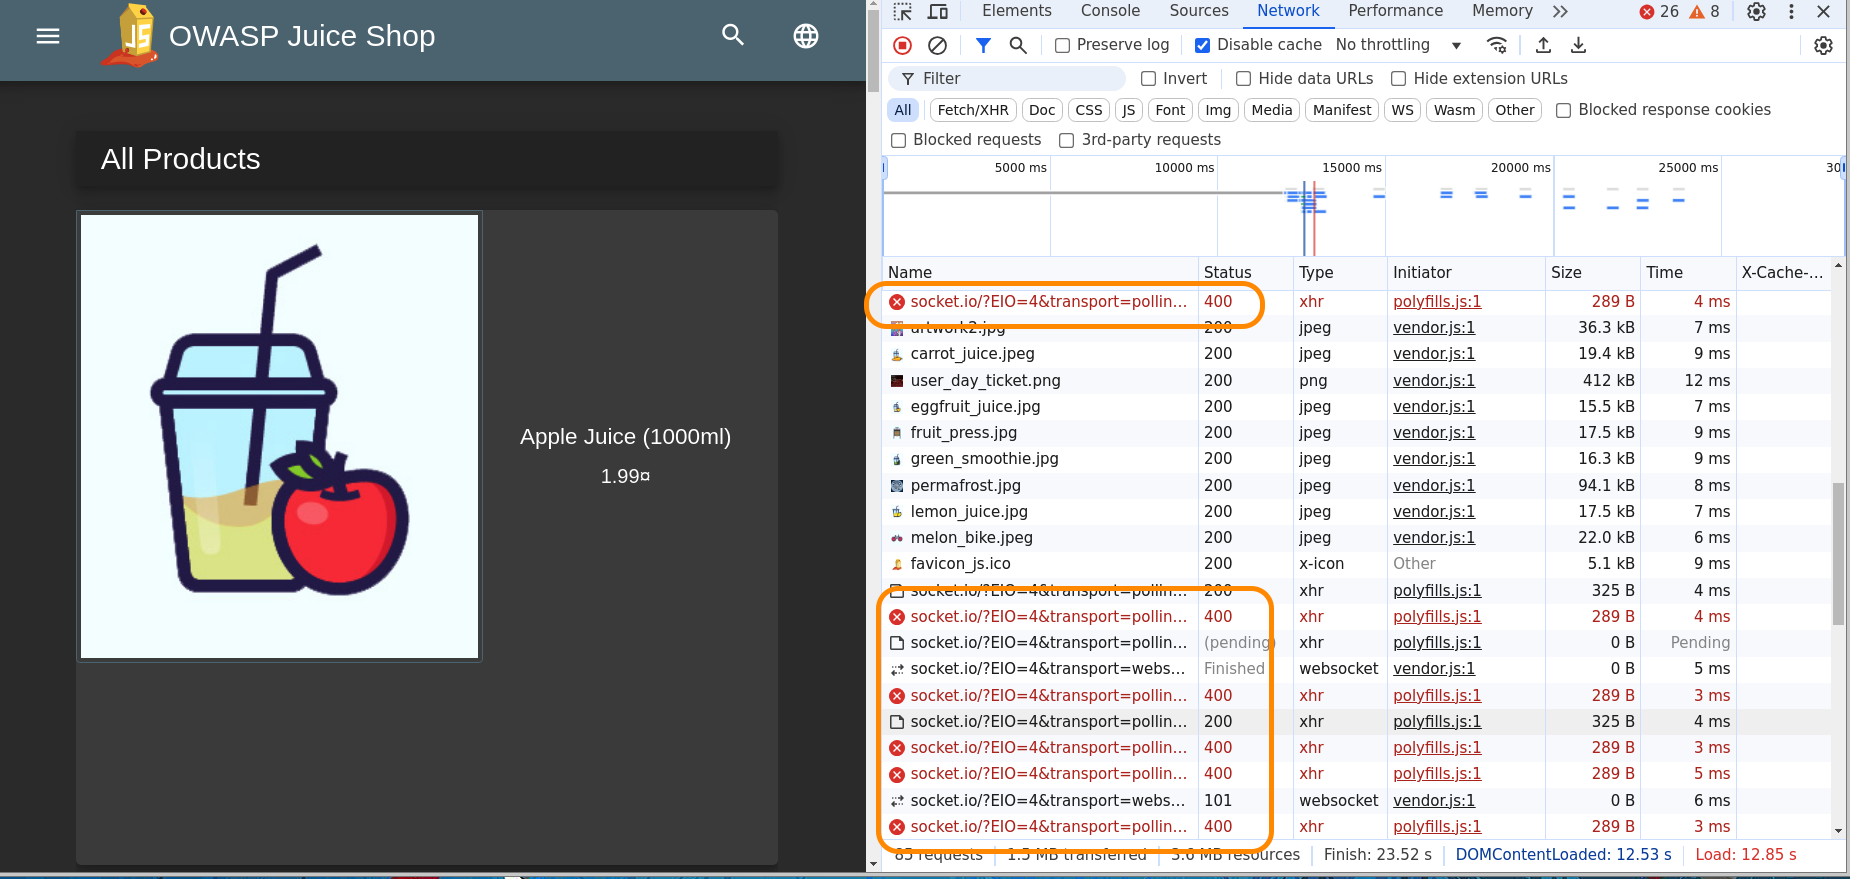 OWASP Juice Shop
JS
All Products
Apple Juice (1000ml)
1.99¤
Elements Console Sources Network Performance Memory 26 8
Preserve log Disable cache No throttling
Filter Invert Hide data URLs Hide extension URLs
All Fetch/XHR Doc CSS JS Font Img Media Manifest WS Wasm Other Blocked response cookies
Blocked requests 3rd-party requests
5000 ms 10000 ms 15000 ms 20000 ms 25000 ms 30
Name Status Type Initiator Size Time X-Cache-...
socket.io/?EIO=4&transport=pollin... 400 xhr polyfills.js:1 289 B 4 ms
artwork2.jpg 200 jpeg vendor.js:1 36.3 kB 7 ms
carrot_juice.jpeg 200 jpeg vendor.js:1 19.4 kB 9 ms
user_day_ticket.png 200 png vendor.js:1 412 kB 12 ms
eggfruit_juice.jpg 200 jpeg vendor.js:1 15.5 kB 7 ms
fruit_press.jpg 200 jpeg vendor.js:1 17.5 kB 9 ms
green_smoothie.jpg 200 jpeg vendor.js:1 16.3 kB 9 ms
permafrost.jpg 200 jpeg vendor.js:1 94.1 kB 8 ms
lemon_juice.jpg 200 jpeg vendor.js:1 17.5 kB 7 ms
melon_bike.jpeg 200 jpeg vendor.js:1 22.0 kB 6 ms
favicon_js.ico 200 x-icon Other 5.1 kB 9 ms
socket.io/?EIO=4&transport=pollin... 200 xhr polyfills.js:1 325 B 4 ms
socket.io/?EIO=4&transport=pollin... 400 xhr polyfills.js:1 289 B 4 ms
socket.io/?EIO=4&transport=pollin... (pending) xhr polyfills.js:1 0 B Pending
socket.io/?EIO=4&transport=webs... Finished websocket vendor.js:1 0 B 5 ms
socket.io/?EIO=4&transport=pollin... 400 xhr polyfills.js:1 289 B 3 ms
socket.io/?EIO=4&transport=pollin... 200 xhr polyfills.js:1 325 B 4 ms
socket.io/?EIO=4&transport=pollin... 400 xhr polyfills.js:1 289 B 3 ms
socket.io/?EIO=4&transport=pollin... 400 xhr polyfills.js:1 289 B 5 ms
socket.io/?EIO=4&transport=webs... 101 websocket vendor.js:1 0 B 6 ms
socket.io/?EIO=4&transport=pollin... 400 xhr polyfills.js:1 289 B 3 ms
85 requests 1.5 MB transferred 3.6 MB resources Finish: 23.52 s DOMContentLoaded: 12.53 s Load: 12.85 s